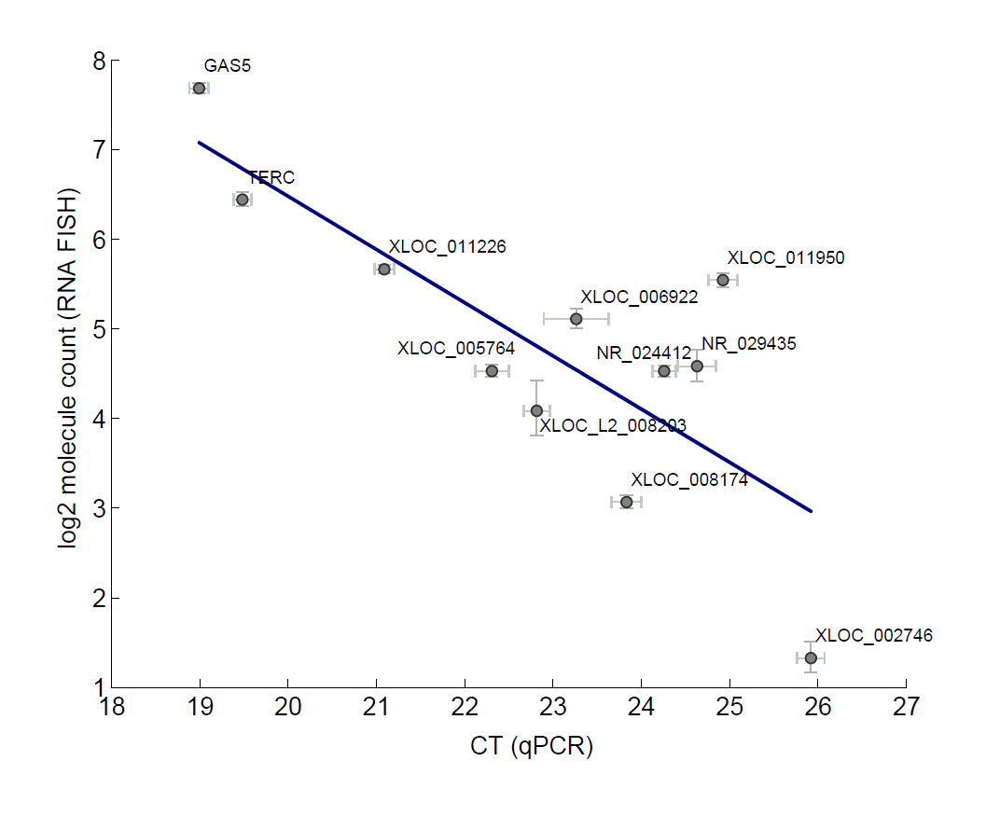 8
GAS5
7
TERC
log2 molecule count (RNA FISH)
6
XLOC_011226
XLOC_011950
XLOC_006922
5
XLOC_005764
NR_024412
NR_029435
4
XLOC_L2_008203
XLOC_008174
3
2
XLOC_002746
1
18 19 20 21 22 23 24 25 26 27
CT (qPCR)